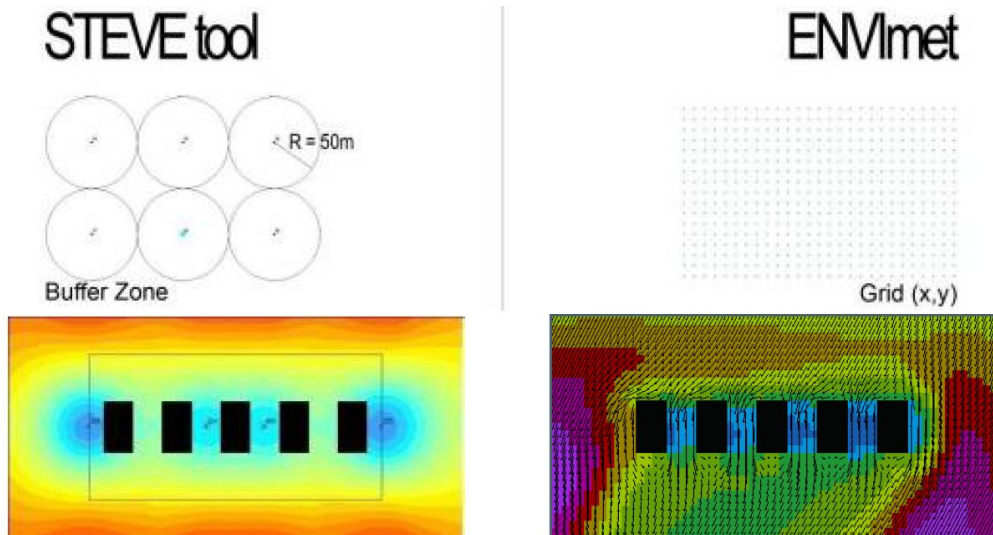 STEVE tool
ENVImet
R = 50m
Buffer Zone
Grid (x,y)